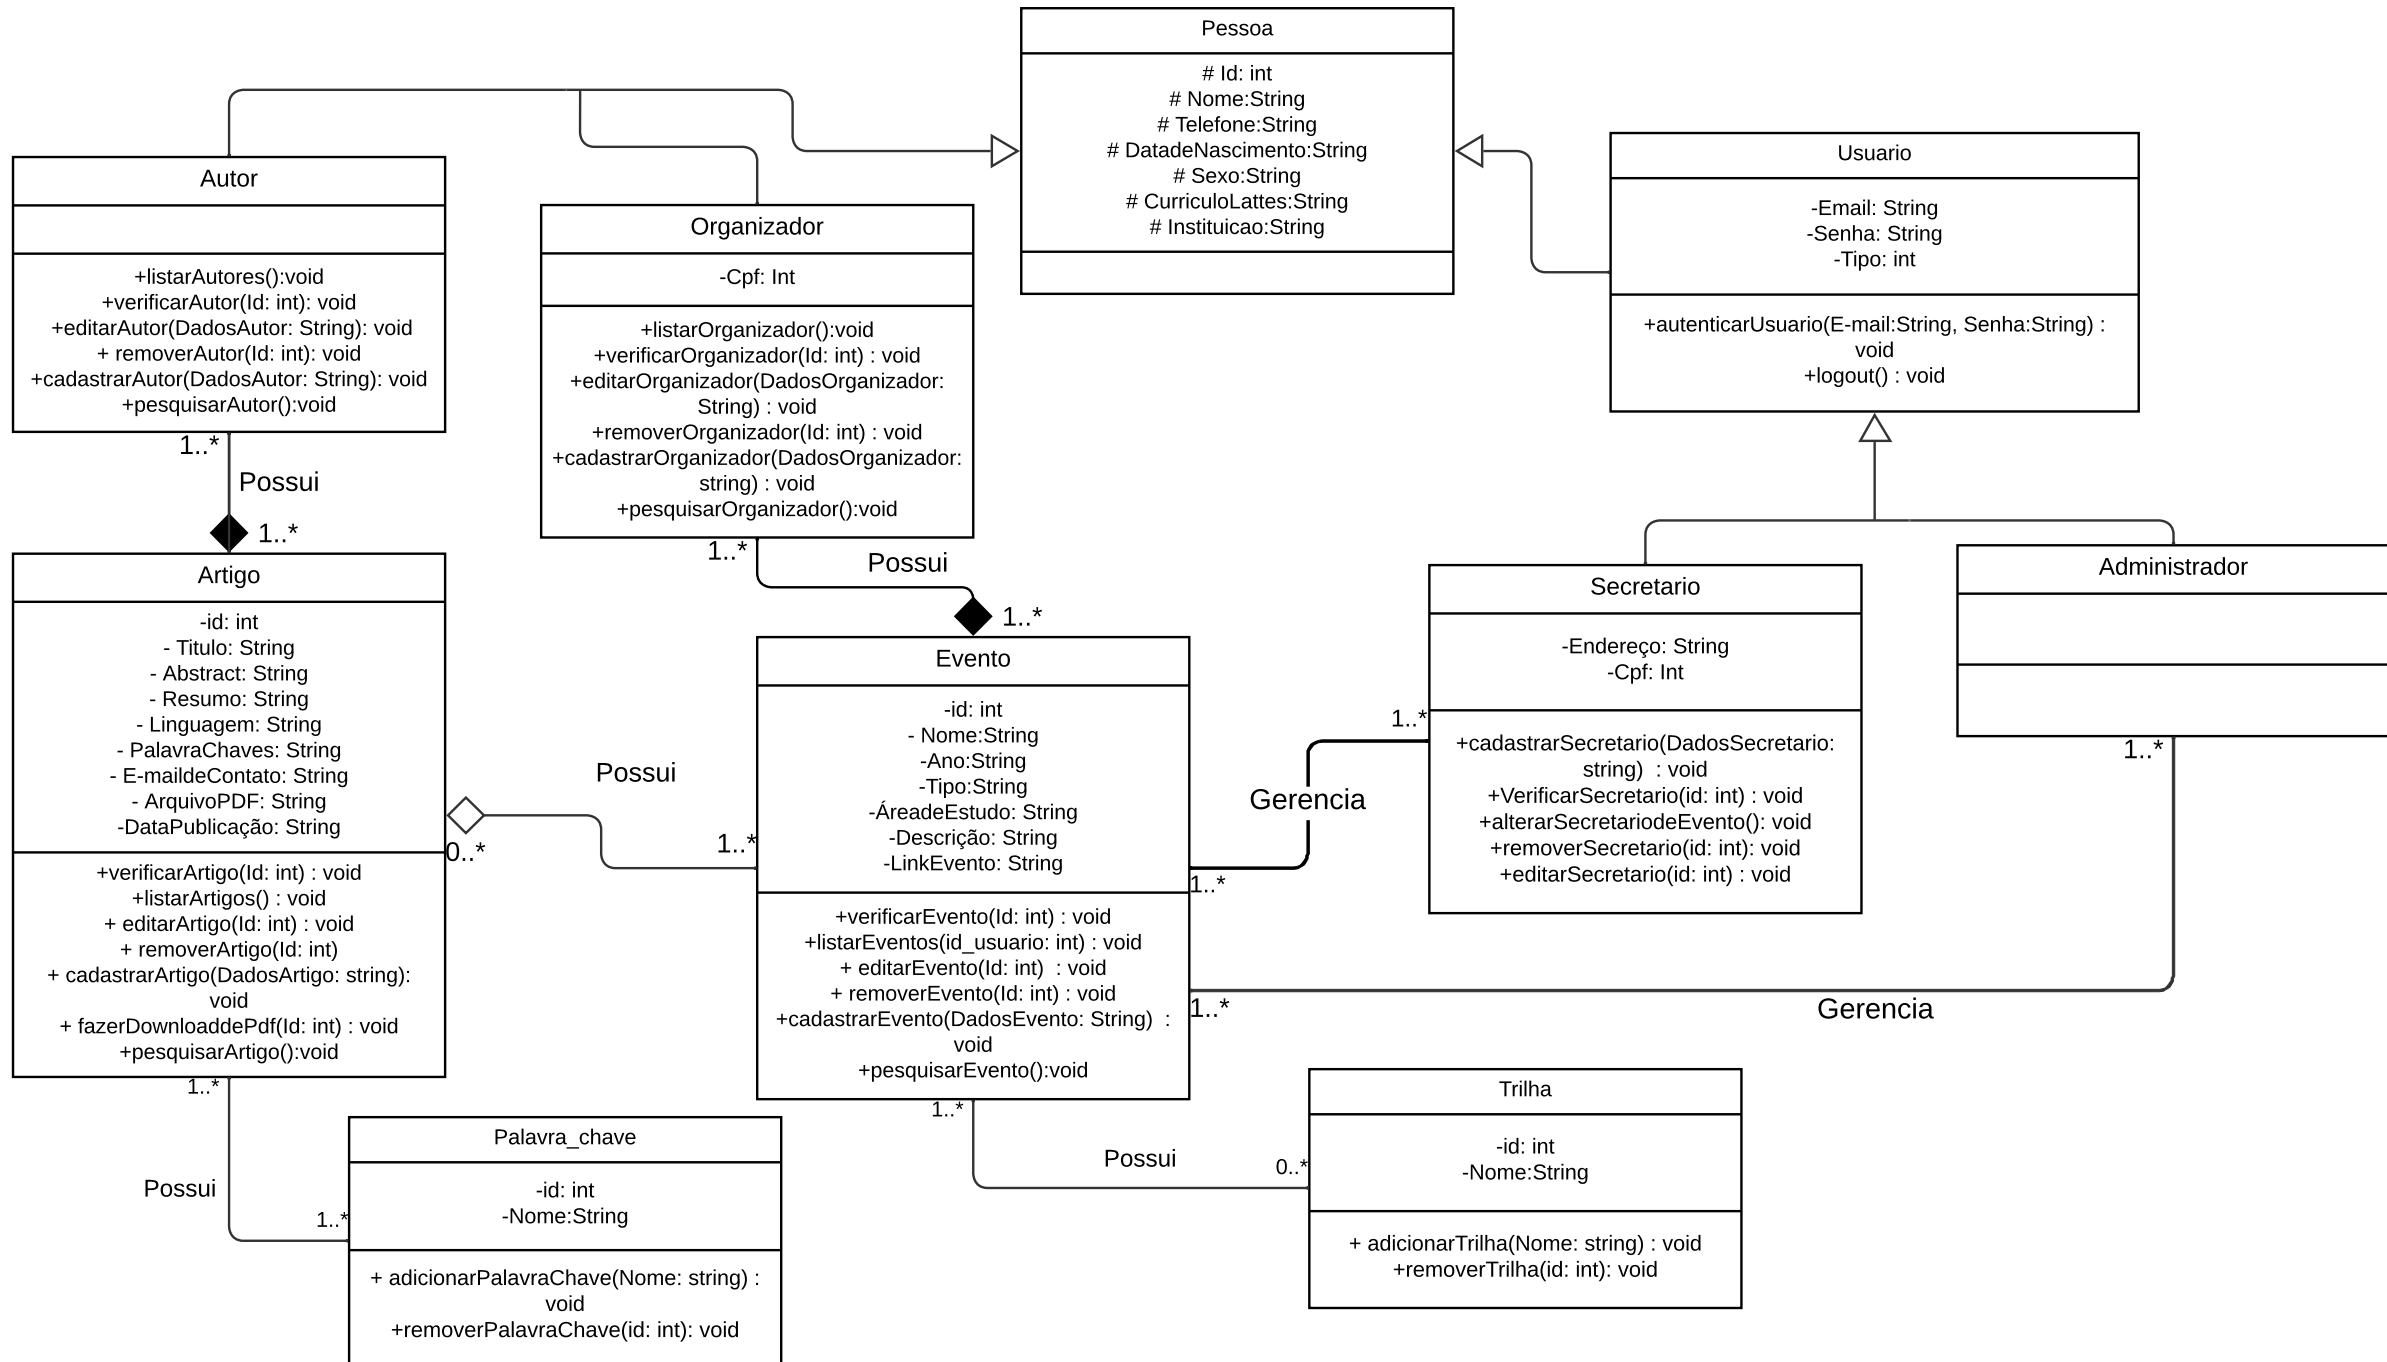 Pessoa
# Id: int
# Nome:String
# Telefone:String
# DatadeNascimento:String
# Sexo:String
# CurriculoLattes:String
# Instituicao:String
Usuario
-Email: String
-Senha: String
-Tipo: int
+autenticarUsuario(E-mail:String, Senha:String) :
void
+logout() : void
Autor
+listarAutores():void
+verificarAutor(Id: int): void
+editarAutor(DadosAutor: String): void
+ removerAutor(Id: int): void
+cadastrarAutor(DadosAutor: String): void
+pesquisarAutor():void
1..*
Possui
1..*
Organizador
-Cpf: Int
+listarOrganizador():void
+verificarOrganizador(Id: int) : void
+editarOrganizador(DadosOrganizador:
String) : void
+removerOrganizador(Id: int) : void
+cadastrarOrganizador(DadosOrganizador:
string) : void
+pesquisarOrganizador():void
1..*
Possui
1..*
Artigo
-id: int
- Titulo: String
- Abstract: String
- Resumo: String
- Linguagem: String
- PalavraChaves: String
- E-maildeContato: String
- ArquivoPDF: String
-DataPublicação: String
+verificarArtigo(Id: int) : void
+listarArtigos() : void
+ editarArtigo(Id: int) : void
+ removerArtigo(Id: int)
+ cadastrarArtigo(DadosArtigo: string):
void
+ fazerDownloaddePdf(Id: int) : void
+pesquisarArtigo():void
0..*
Possui
1..*
Evento
-id: int
- Nome:String
-Ano:String
-Tipo:String
-ÁreadeEstudo: String
-Descrição: String
-LinkEvento: String
+verificarEvento(Id: int) : void
+listarEventos(id_usuario: int) : void
+ editarEvento(Id: int)  : void
+ removerEvento(Id: int) : void
+cadastrarEvento(DadosEvento: String)  :
void
+pesquisarEvento():void
1..*
Gerencia
1..*
Secretario
-Endereço: String
-Cpf: Int
+cadastrarSecretario(DadosSecretario:
string)  : void
+VerificarSecretario(id: int) : void
+alterarSecretariodeEvento(): void
+removerSecretario(id: int): void
+editarSecretario(id: int) : void
Administrador
1..*
1..*
Gerencia
1..*
Possui
1..*
Palavra_chave
-id: int
-Nome:String
+ adicionarPalavraChave(Nome: string) :
void
+removerPalavraChave(id: int): void
1..*
Possui
0..*
Trilha
-id: int
-Nome:String
+ adicionarTrilha(Nome: string) : void
+removerTrilha(id: int): void